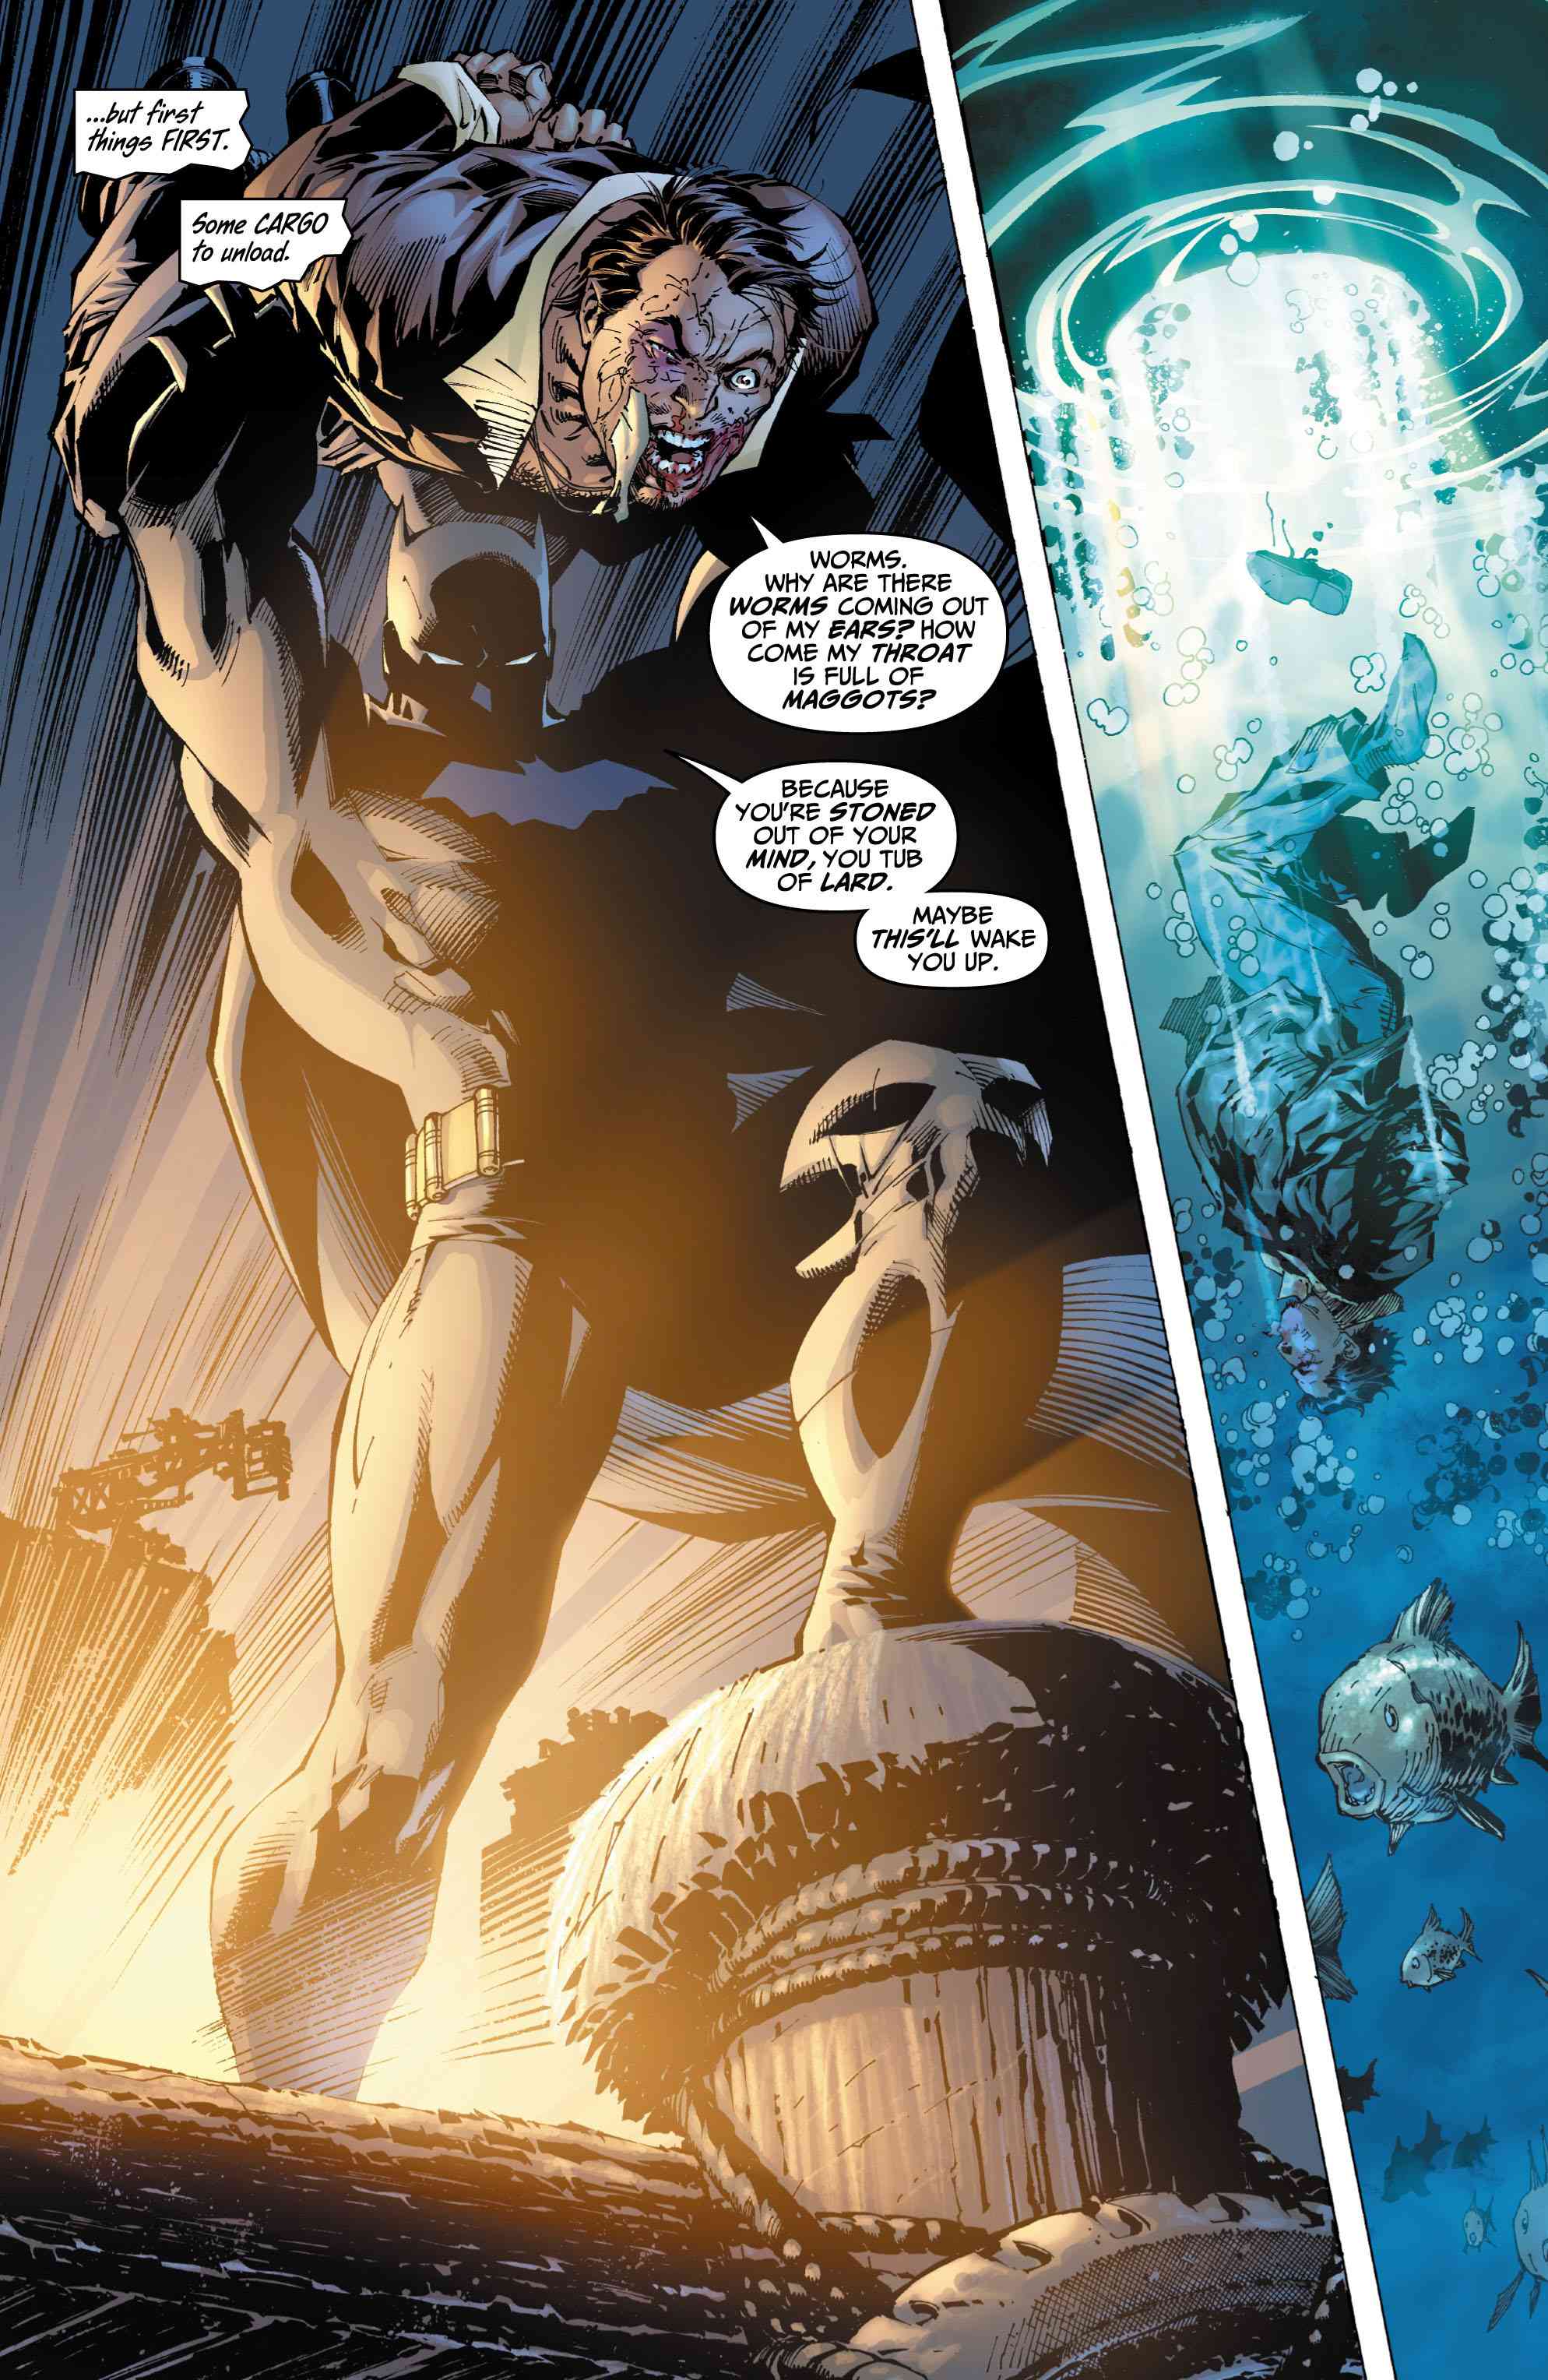 ...but first
things FIRST.
Some CARGO
to unload.
WORMS.
WHY ARE THERE
WORMS COMING OUT
OF MY EARS? HOW
COME MY THROAT
IS FULL OF
MAGGOTS?
BECAUSE
YOU'RE STONED
OUT OF YOUR
MIND, YOU TUB
OF LARD.
MAYBE
THIS'LL WAKE
YOU UP.